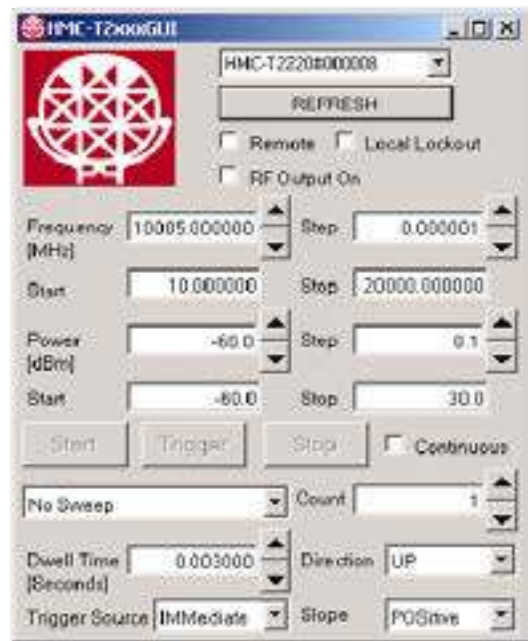 HMC-T2xxxGUI
HMC-T2220#000008
REFRESH
Remote Local Lockout
RF Output On
Frequency [MHz] 10005.000000 Step 0.000001
Start 10.000000 Stop 20000.000000
Power [dBm] -60.0 Step 0.1
Start -60.0 Stop 30.0
Start Trigger Stop Continuous
No Sweep Count 1
Dwell Time [Seconds] 0.003000 Direction UP
Trigger Source IMMediate Slope POSitive